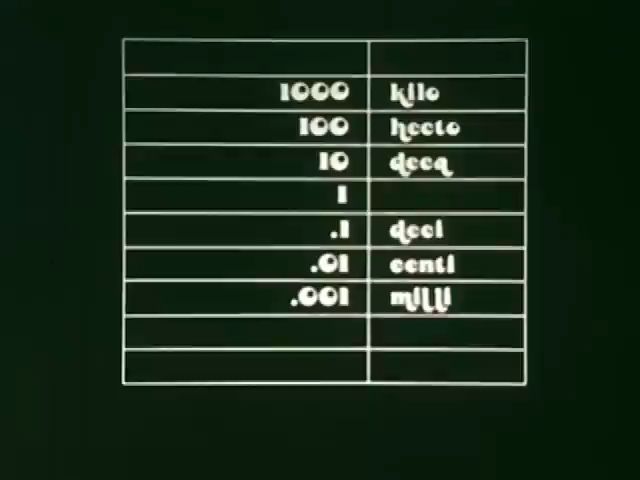 1000 kilo
100 hecto
10 deca
1
.1 deci
.01 centi
.001 milli